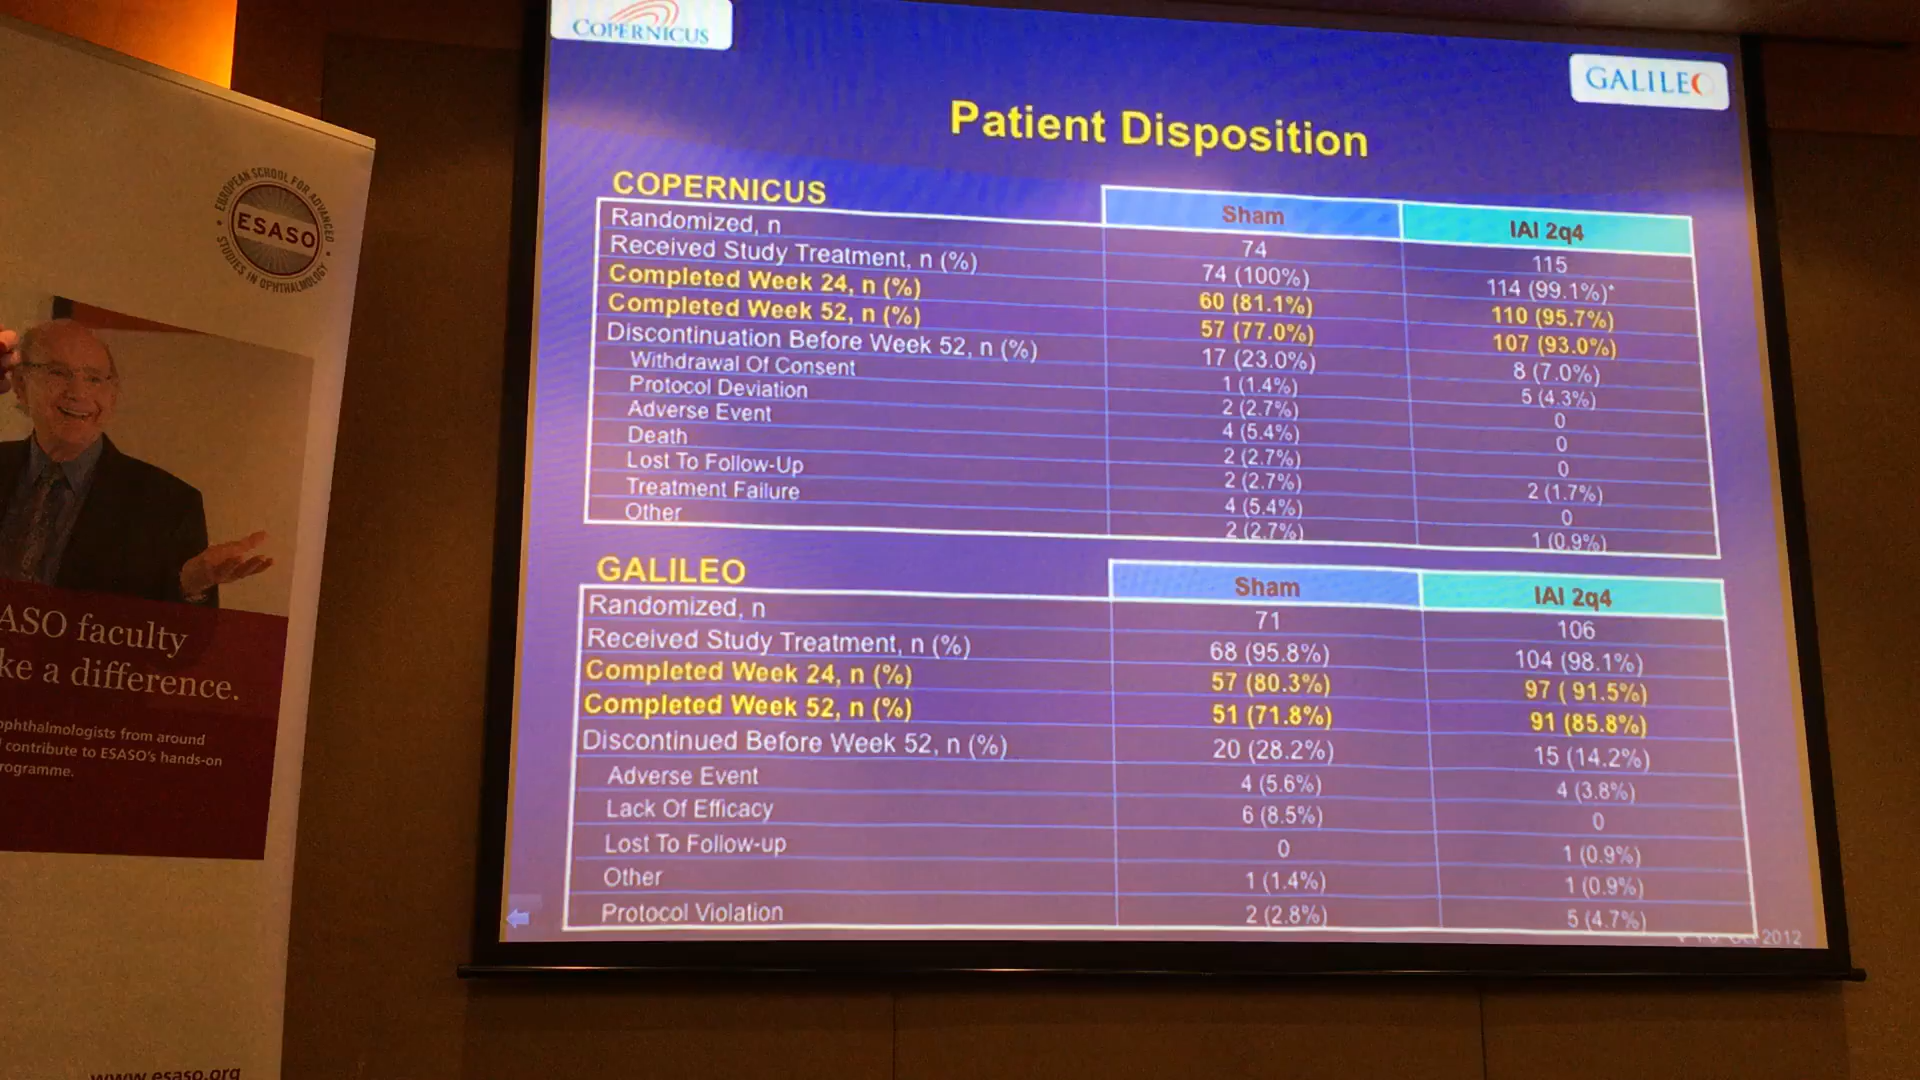 COPERNICUS
GALILEO
Patient Disposition
COPERNICUS
Sham IAI 2q4
Randomized, n 74 115
Received Study Treatment, n (%) 74 (100%) 114 (99.1%)*
Completed Week 24, n (%) 60 (81.1%) 110 (95.7%)
Completed Week 52, n (%) 57 (77.0%) 107 (93.0%)
Discontinuation Before Week 52, n (%) 17 (23.0%) 8 (7.0%)
Withdrawal Of Consent 1 (1.4%) 5 (4.3%)
Protocol Deviation 2 (2.7%) 0
Adverse Event 4 (5.4%) 0
Death 2 (2.7%) 0
Lost To Follow-Up 2 (2.7%) 2 (1.7%)
Treatment Failure 4 (5.4%) 0
Other 2 (2.7%) 1 (0.9%)
GALILEO
Sham IAI 2q4
Randomized, n 71 106
Received Study Treatment, n (%) 68 (95.8%) 104 (98.1%)
Completed Week 24, n (%) 57 (80.3%) 97 ( 91.5%)
Completed Week 52, n (%) 51 (71.8%) 91 (85.8%)
Discontinued Before Week 52, n (%) 20 (28.2%) 15 (14.2%)
Adverse Event 4 (5.6%) 4 (3.8%)
Lack Of Efficacy 6 (8.5%) 0
Lost To Follow-up 0 1 (0.9%)
Other 1 (1.4%) 1 (0.9%)
Protocol Violation 2 (2.8%) 5 (4.7%)
2012
EUROPEAN SCHOOL FOR ADVANCED
ESASO
STUDIES IN OPHTHALMOLOGY
ASO faculty
ke a difference.
ophthalmologists from around
contribute to ESASO's hands-on
rogramme.
www.esaso.org